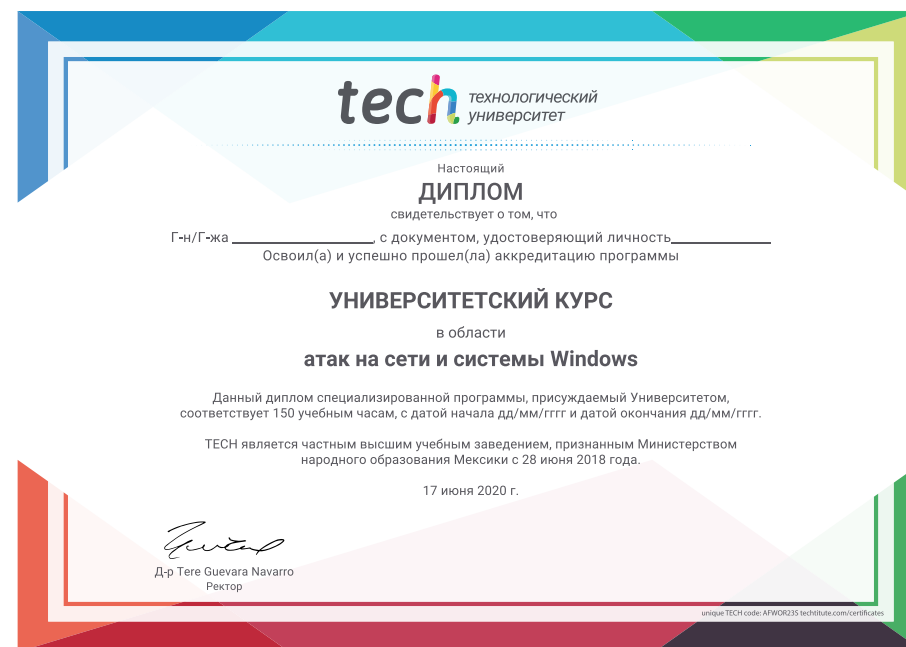 tech технологический
университет
Настоящий
ДИПЛОМ
свидетельствует о том, что
Г-н/Г-жа ________________, с документом, удостоверяющий личность____________
Освоил(а) и успешно прошел(ла) аккредитацию программы
УНИВЕРСИТЕТСКИЙ КУРС
в области
атак на сети и системы Windows
Данный диплом специализированной программы, присуждаемый Университетом,
соответствует 150 учебным часам, с датой начала дд/мм/гггг и датой окончания дд/мм/гггг.
TECH является частным высшим учебным заведением, признанным Министерством
народного образования Мексики с 28 июня 2018 года.
17 июня 2020 г.
Д-р Tere Guevara Navarro
Ректор
unique TECH code: AFWOR23S techtitute.com/certificates